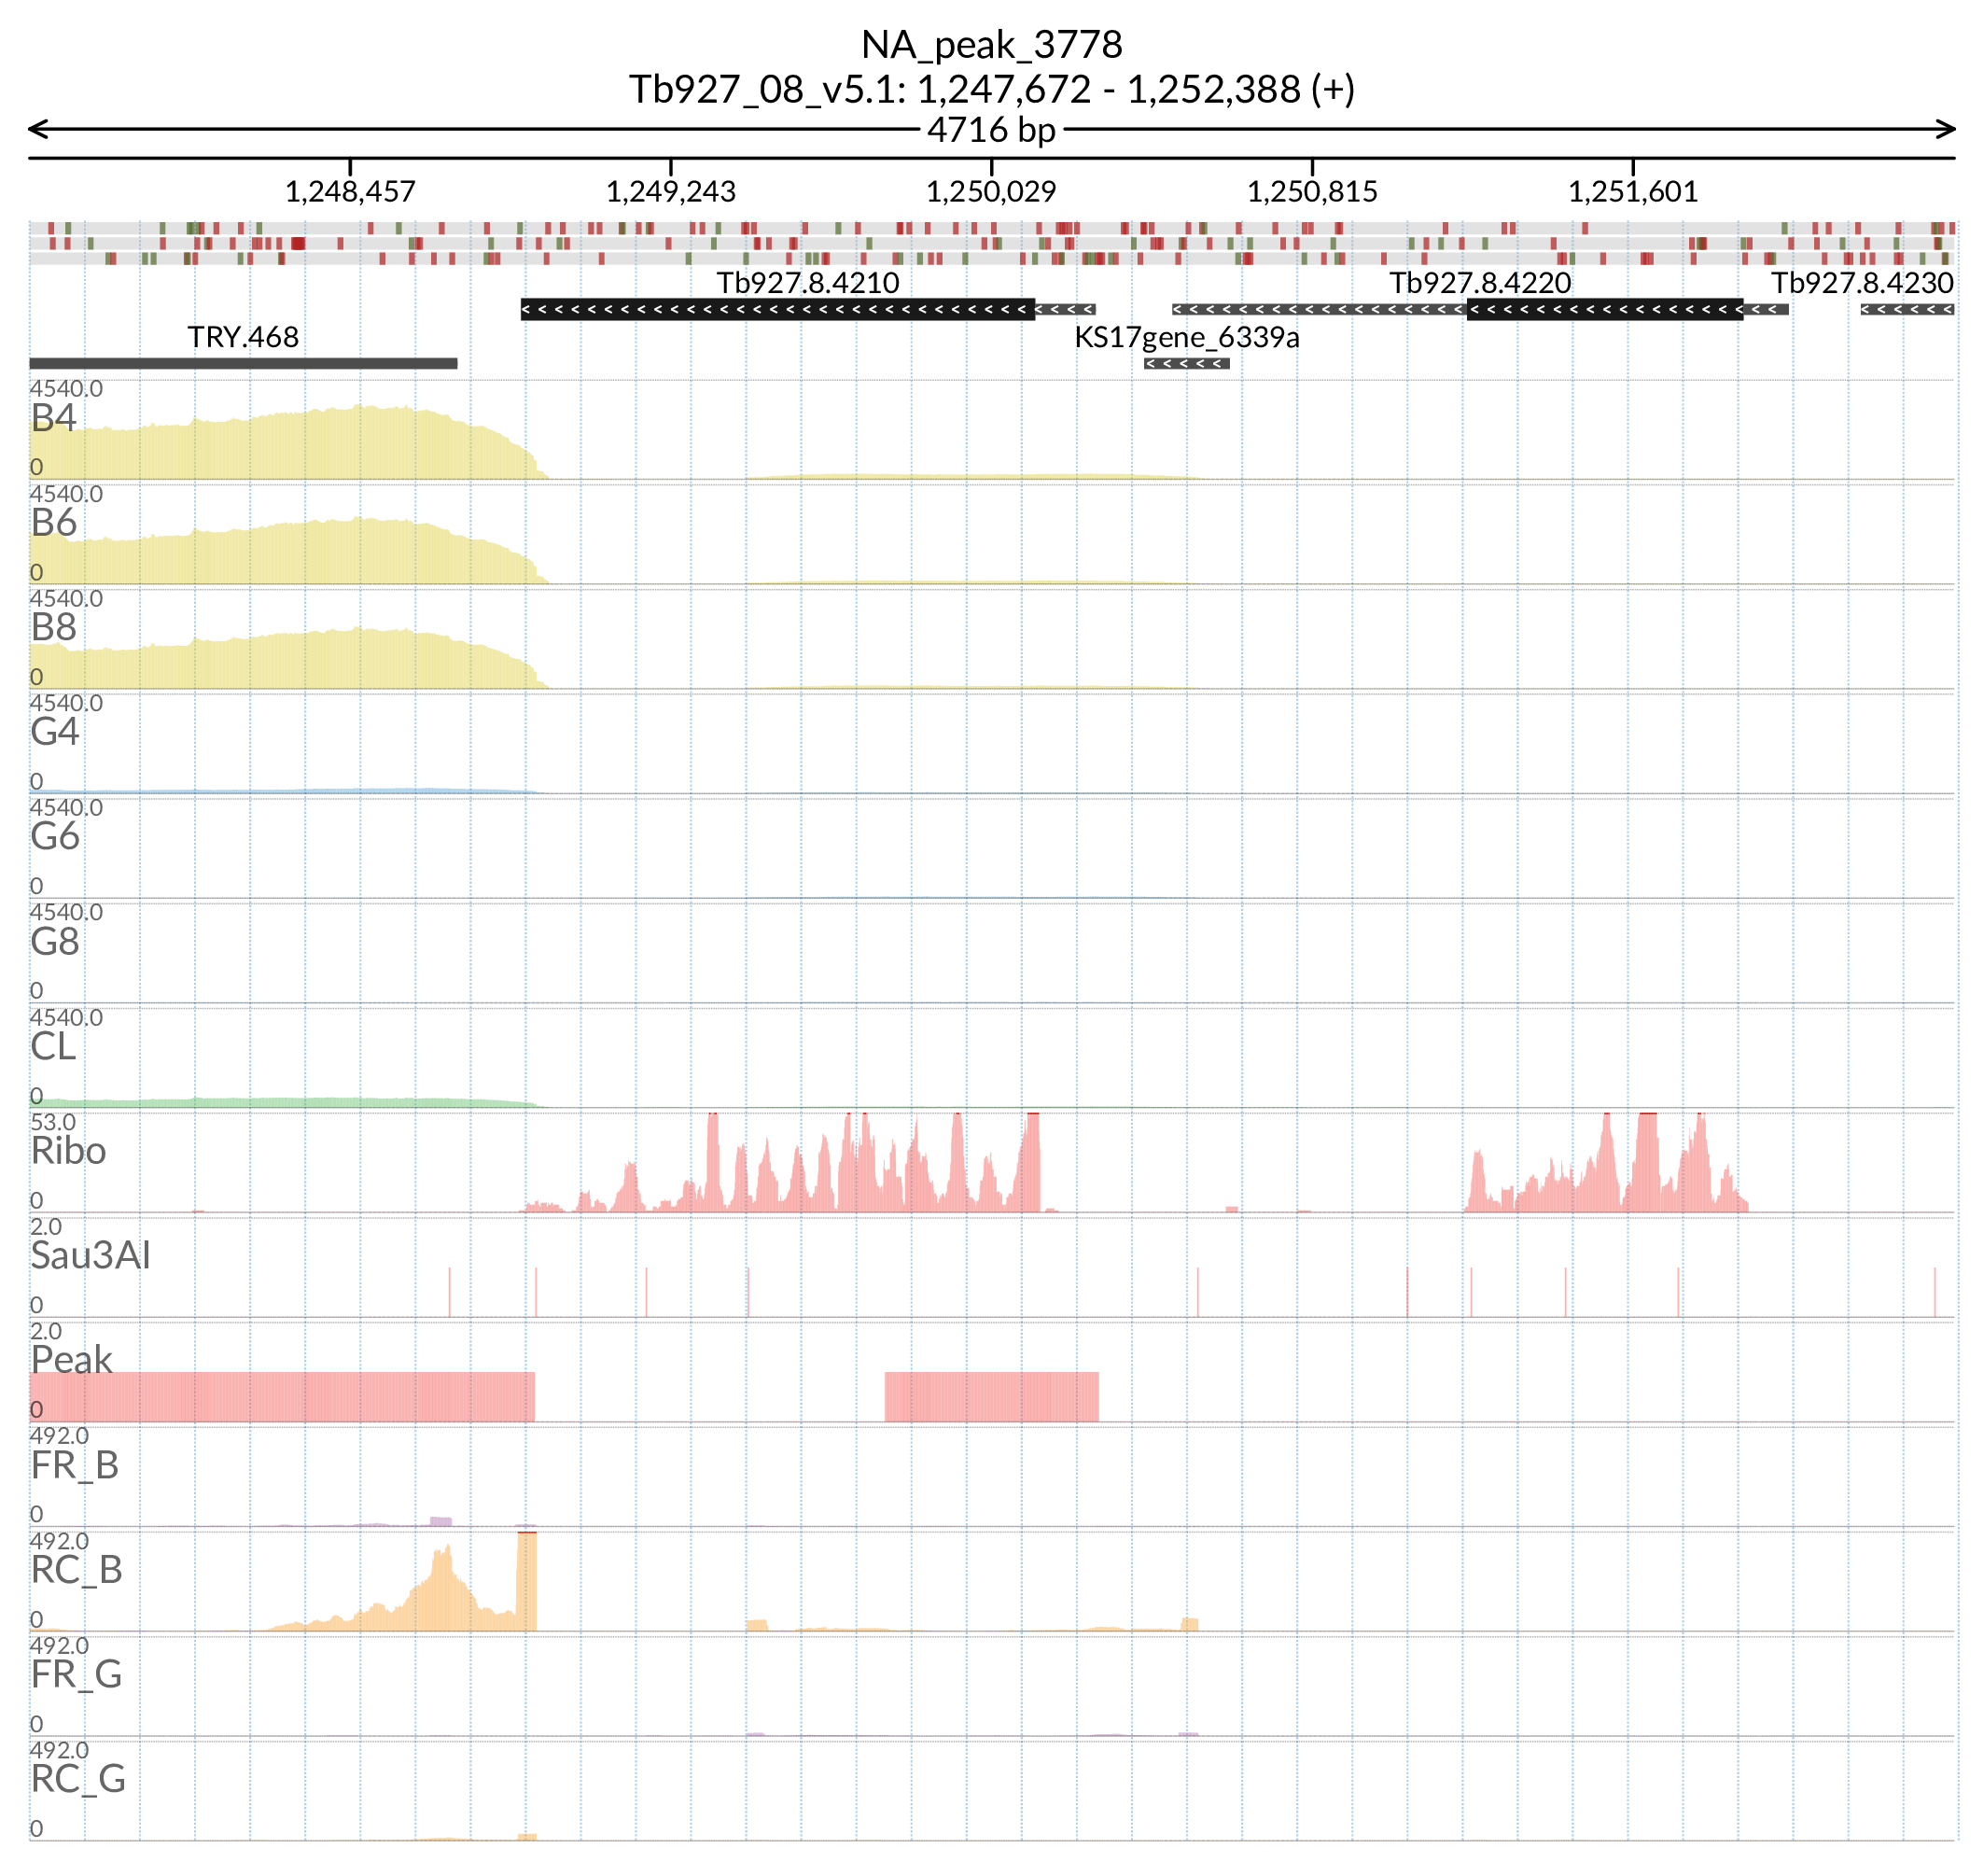 NA_peak_3778
Tb927_08_v5.1: 1,247,672 - 1,252,388 (+)
4716 bp
1,248,457 1,249,243 1,250,029 1,250,815 1,251,601
Tb927.8.4210 Tb927.8.4220 Tb927.8.4230
TRY.468 KS17gene_6339a
4540.0
B4
0
4540.0
B6
0
4540.0
B8
0
4540.0
G4
0
4540.0
G6
0
4540.0
G8
0
4540.0
CL
0
53.0
Ribo
0
2.0
Sau3AI
0
2.0
Peak
0
492.0
FR_B
0
492.0
RC_B
0
492.0
FR_G
0
492.0
RC_G
0